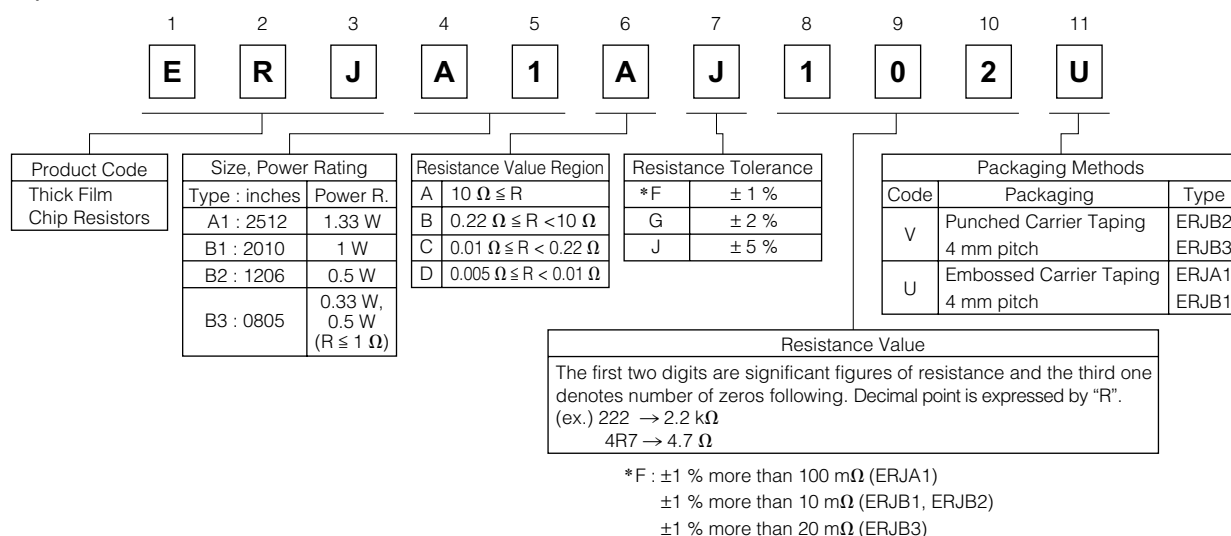 1 2 3 4 5 6 7 8 9 10 11
E R J A 1 A J 1 0 2 U
Product Code
Thick Film
Chip Resistors
Size, Power Rating
Type : inches Power R.
A1 : 2512 1.33 W
B1 : 2010 1 W
B2 : 1206 0.5 W
B3 : 0805 0.33 W,
0.5 W
(R ≦ 1 Ω)
Resistance Value Region
A 10 Ω ≦ R
B 0.22 Ω ≦ R <10 Ω
C 0.01 Ω ≦ R < 0.22 Ω
D 0.005 Ω ≦ R < 0.01 Ω
Resistance Tolerance
*F ± 1 %
G ± 2 %
J ± 5 %
Packaging Methods
Code Packaging Type
V Punched Carrier Taping ERJB2
4 mm pitch ERJB3
U Embossed Carrier Taping ERJA1
4 mm pitch ERJB1
Resistance Value
The first two digits are significant figures of resistance and the third one
denotes number of zeros following. Decimal point is expressed by “R”.
(ex.) 222 → 2.2 kΩ
4R7 → 4.7 Ω
*F : ±1 % more than 100 mΩ (ERJA1)
±1 % more than 10 mΩ (ERJB1, ERJB2)
±1 % more than 20 mΩ (ERJB3)